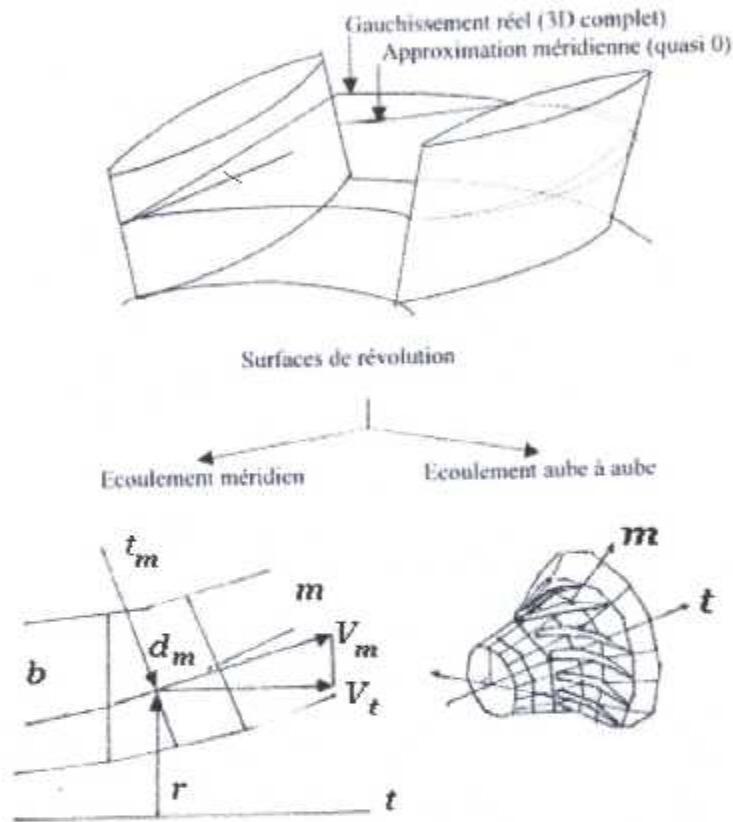 Gauchissement réel (3D complet)
Approximation méridienne (quasi 0)
Surfaces de révolution
Ecoulement méridien
Ecoulement aube à aube
t_m
m
V_m
d_m
b
V_t
r
t
m
t